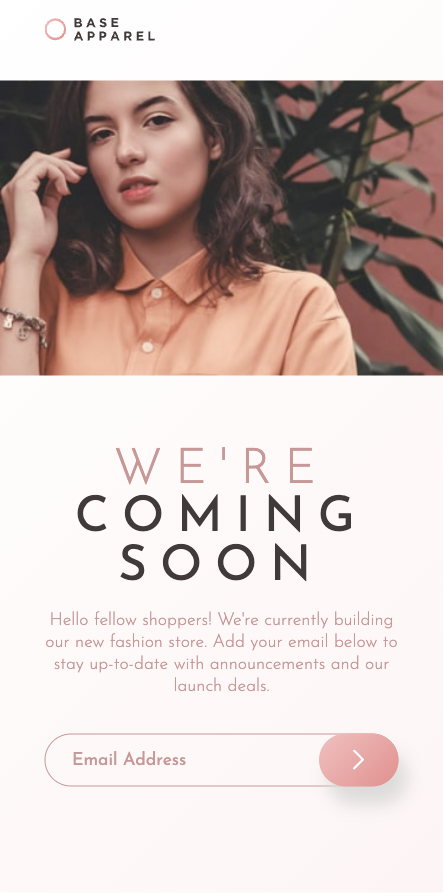 BASE
APPAREL
WE'RE
COMING
SOON
Hello fellow shoppers! We're currently building
our new fashion store. Add your email below to
stay up-to-date with announcements and our
launch deals.
Email Address